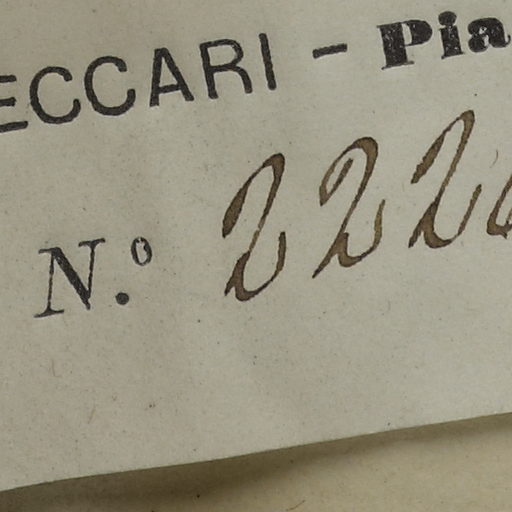 ECCARI - Pia
N.º 222